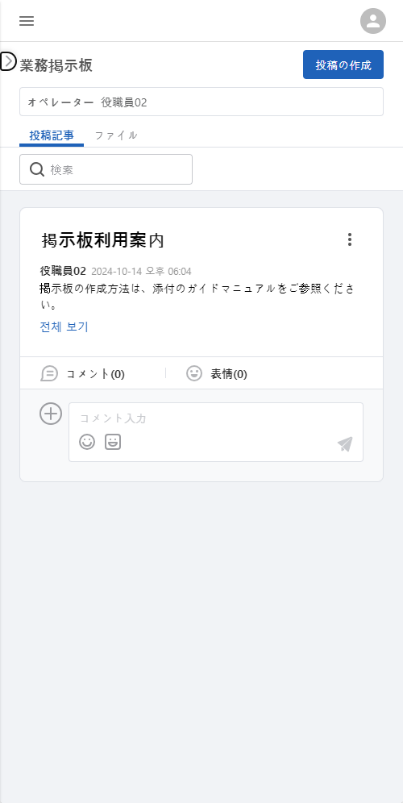 業務掲示板
投稿の作成
オペレーター 役職員02
投稿記事 ファイル
検索
掲示板利用案内
役職員02 2024-10-14 오후 06:04
掲示板の作成方法は、添付のガイドマニュアルをご参照くださ
い。
전체 보기
コメント(0) 表情(0)
コメント入力